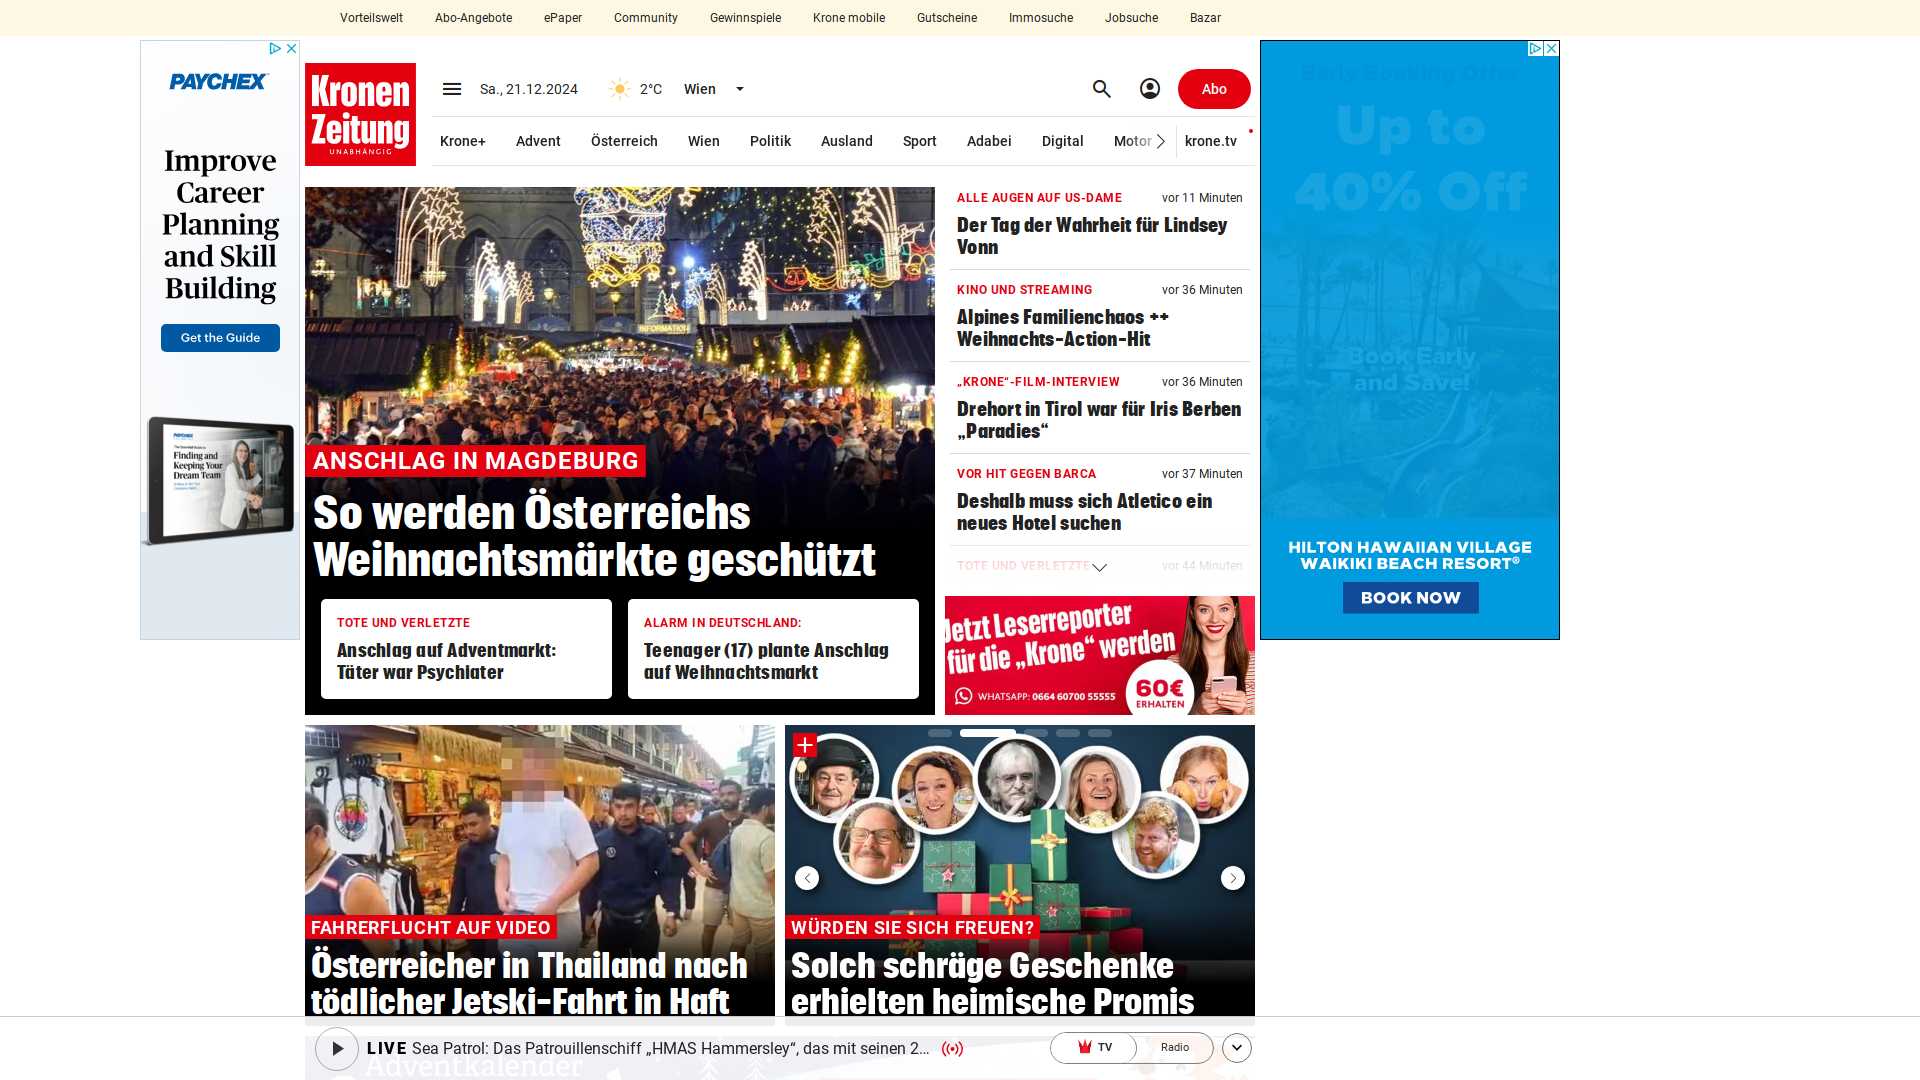 Vorteilswelt
Abo-Angebote
ePaper
Community
Gewinnspiele
Krone mobile
Gutscheine
Immosuche
Jobsuche
Bazar
PAYCHEX
Improve
Career
Planning
and Skill
Building
Get the Guide
Finding and
Keeping Your
Dream Team
Kronen
Zeitung
UNABHÄNGIG
Sa., 21.12.2024
2°C
Wien
Abo
Krone+
Advent
Österreich
Wien
Politik
Ausland
Sport
Adabei
Digital
Motor
krone.tv
INFORMATION
ANSCHLAG IN MAGDEBURG
So werden Österreichs
Weihnachtsmärkte geschützt
TOTE UND VERLETZTE
Anschlag auf Adventmarkt:
Täter war Psychiater
ALARM IN DEUTSCHLAND:
Teenager (17) plante Anschlag
auf Weihnachtsmarkt
ALLE AUGEN AUF US-DAME
vor 11 Minuten
Der Tag der Wahrheit für Lindsey
Vonn
KINO UND STREAMING
vor 36 Minuten
Alpines Familienchaos ++
Weihnachts-Action-Hit
„KRONE“-FILM-INTERVIEW
vor 36 Minuten
Drehort in Tirol war für Iris Berben
„Paradies“
VOR HIT GEGEN BARCA
vor 37 Minuten
Deshalb muss sich Atletico ein
neues Hotel suchen
TOTE UND VERLETZTE
vor 44 Minuten
Jetzt Leserreporter
für die „Krone“ werden
WHATSAPP: 0664 60700 55555
60€
ERHALTEN
Early Booking Offer
Up to
40% Off
Book Early
and Save!
HILTON HAWAIIAN VILLAGE
WAIKIKI BEACH RESORT®
BOOK NOW
FAHRERFLUCHT AUF VIDEO
Österreicher in Thailand nach
tödlicher Jetski-Fahrt in Haft
WÜRDEN SIE SICH FREUEN?
Solch schräge Geschenke
erhielten heimische Promis
LIVE Sea Patrol: Das Patrouillenschiff „HMAS Hammersley“, das mit seinen 2...
TV
Radio
Adventkalender